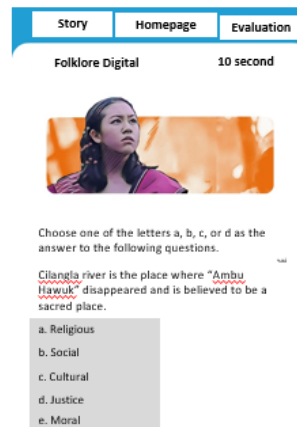 Story Homepage Evaluation
Folklore Digital 10 second
Choose one of the letters a, b, c, or d as the
answer to the following questions.
Cilangla river is the place where “Ambu
Hawuk” disappeared and is believed to be a
sacred place.
a. Religious
b. Social
c. Cultural
d. Justice
e. Moral